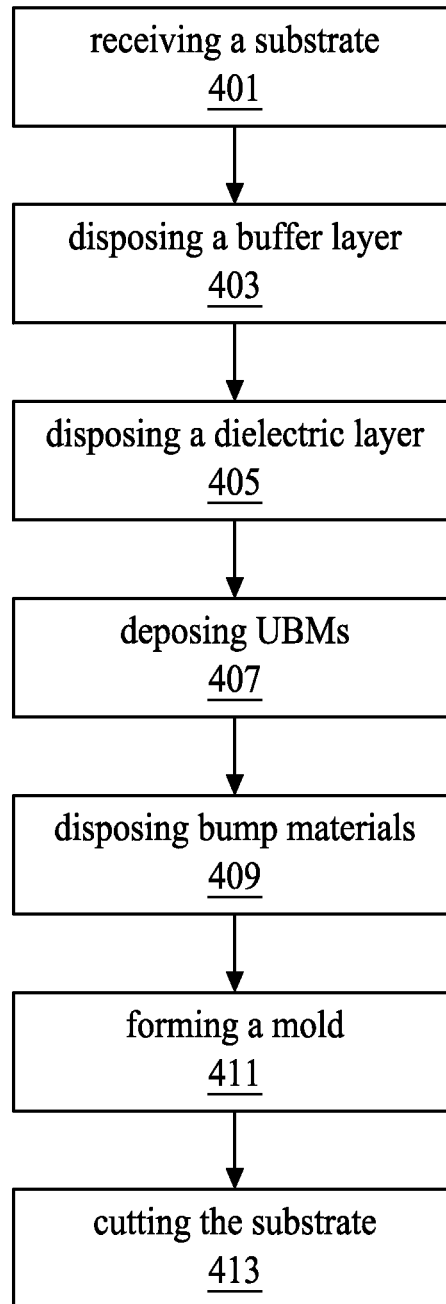 receiving a substrate
401
disposing a buffer layer
403
disposing a dielectric layer
405
deposing UBMs
407
disposing bump materials
409
forming a mold
411
cutting the substrate
413